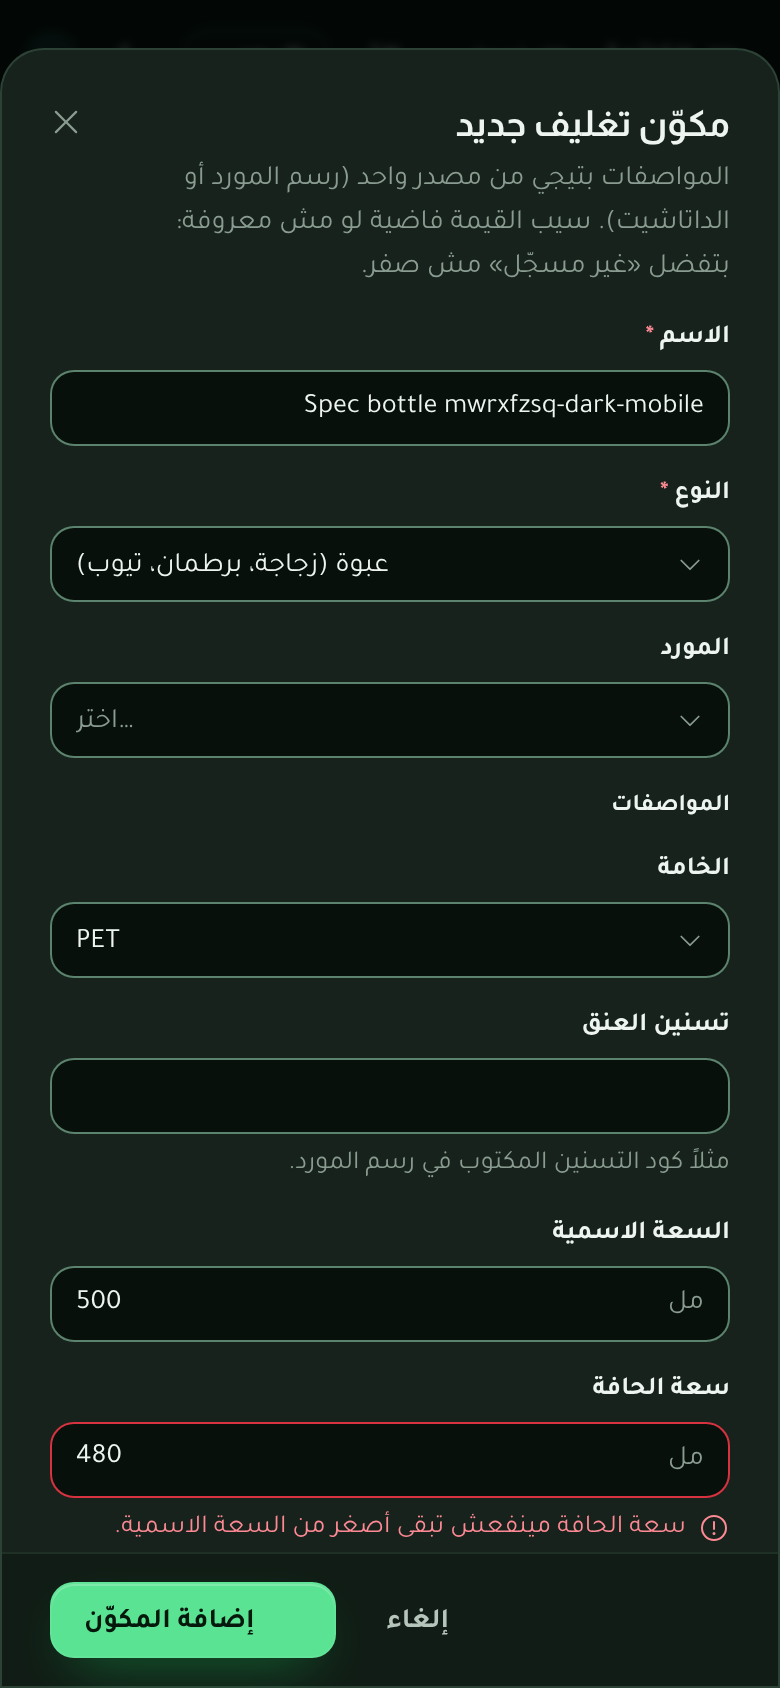 مكوّن تغليف جديد
المواصفات بتيجي من مصدر واحد (رسم المورد أو
الداتاشيت). سيب القيمة فاضية لو مش معروفة:
بتفضل «غير مسجّل» مش صفر.
الاسم *
Spec bottle mwrxfzsq-dark-mobile
النوع *
عبوة (زجاجة، برطمان، تيوب)
المورد
اختر...
المواصفات
الخامة
PET
تسنين العنق
مثلاً كود التسنين المكتوب في رسم المورد.
السعة الاسمية
500 مل
سعة الحافة
480 مل
سعة الحافة مينفعش تبقى أصغر من السعة الاسمية.
إلغاء
إضافة المكوّن